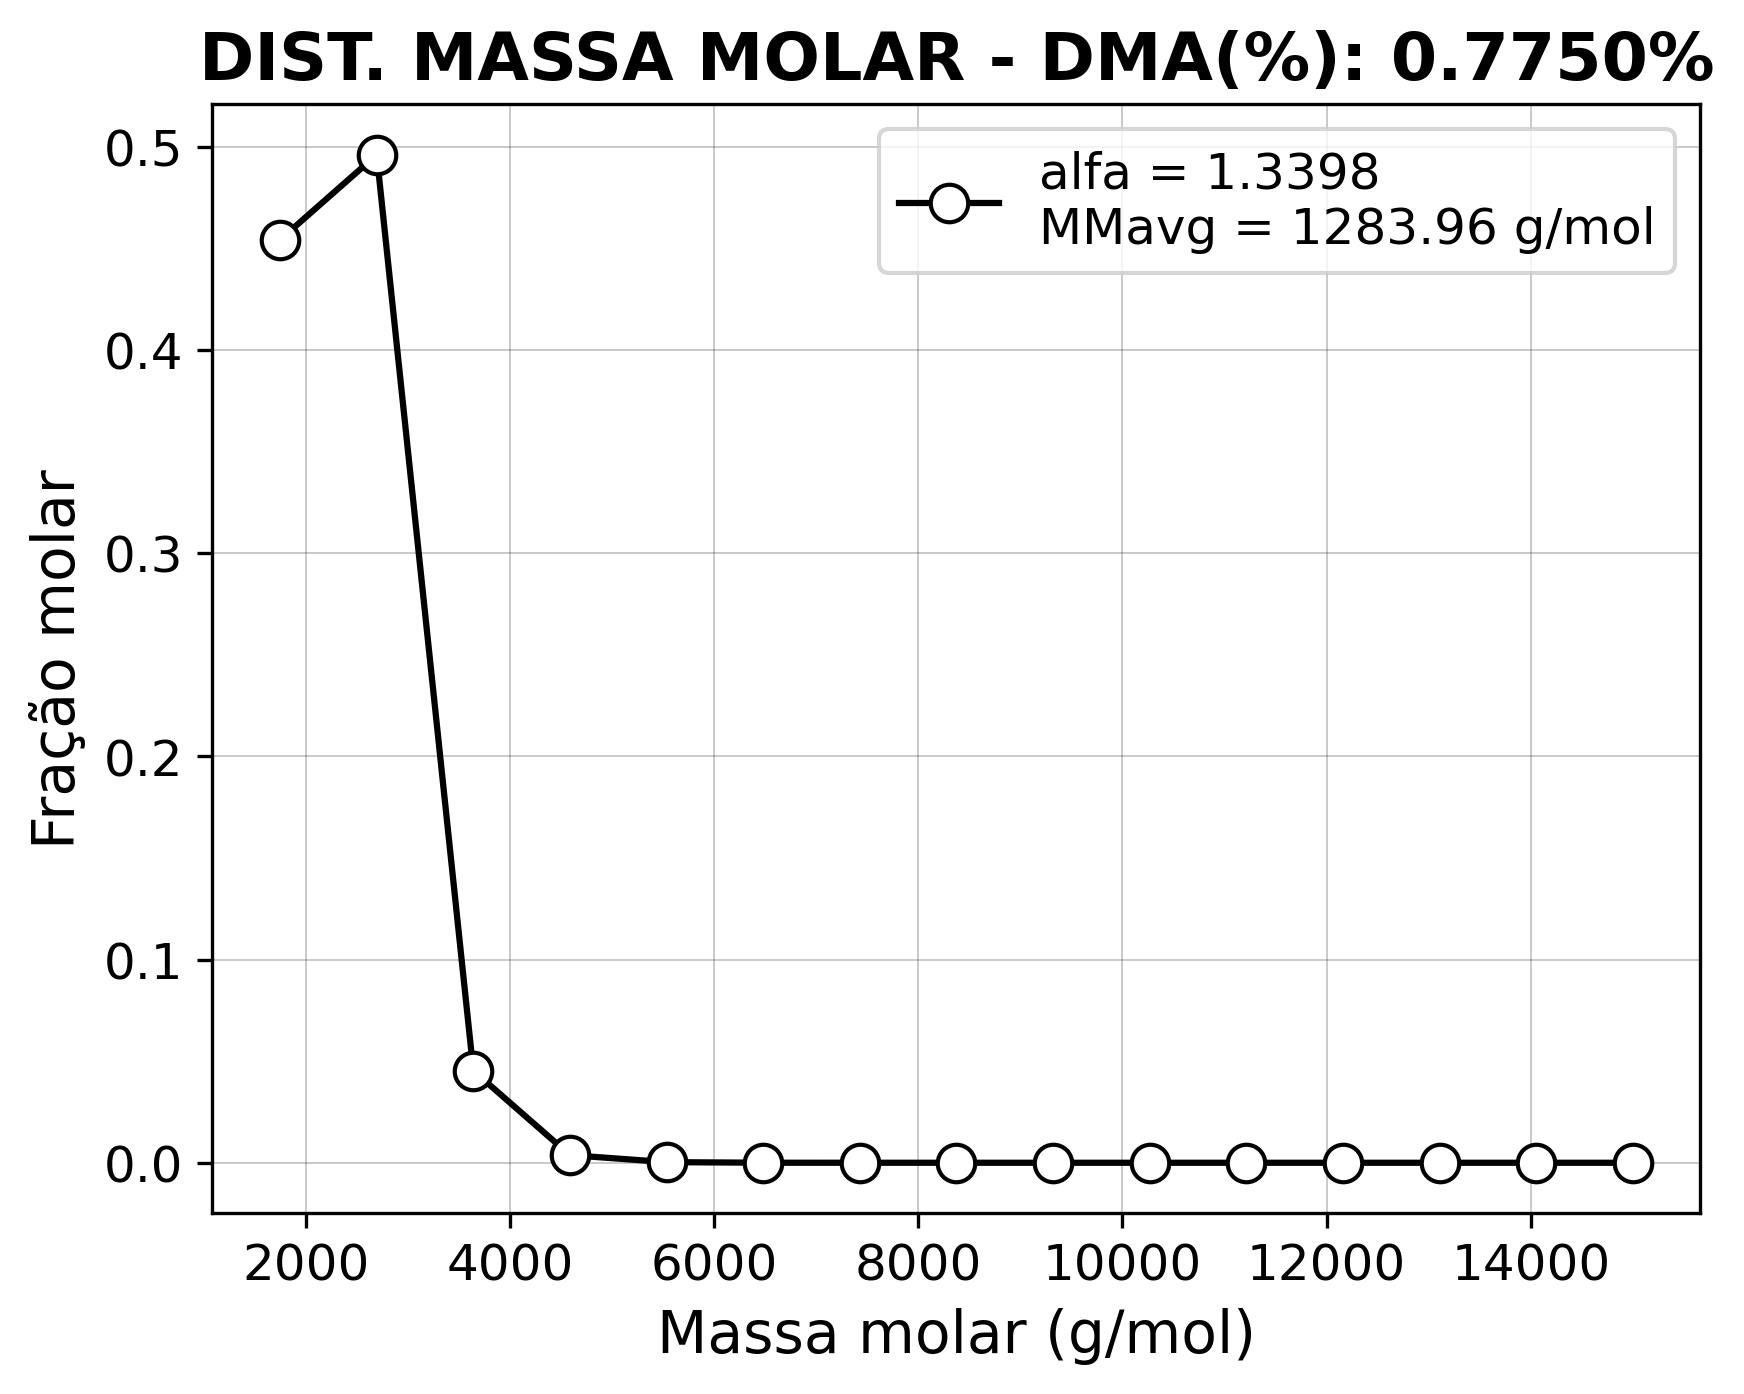 DIST. MASSA MOLAR - DMA(%): 0.7750%
alfa = 1.3398
MMavg = 1283.96 g/mol
Fração molar
0.5
0.4
0.3
0.2
0.1
0.0
2000 4000 6000 8000 10000 12000 14000
Massa molar (g/mol)